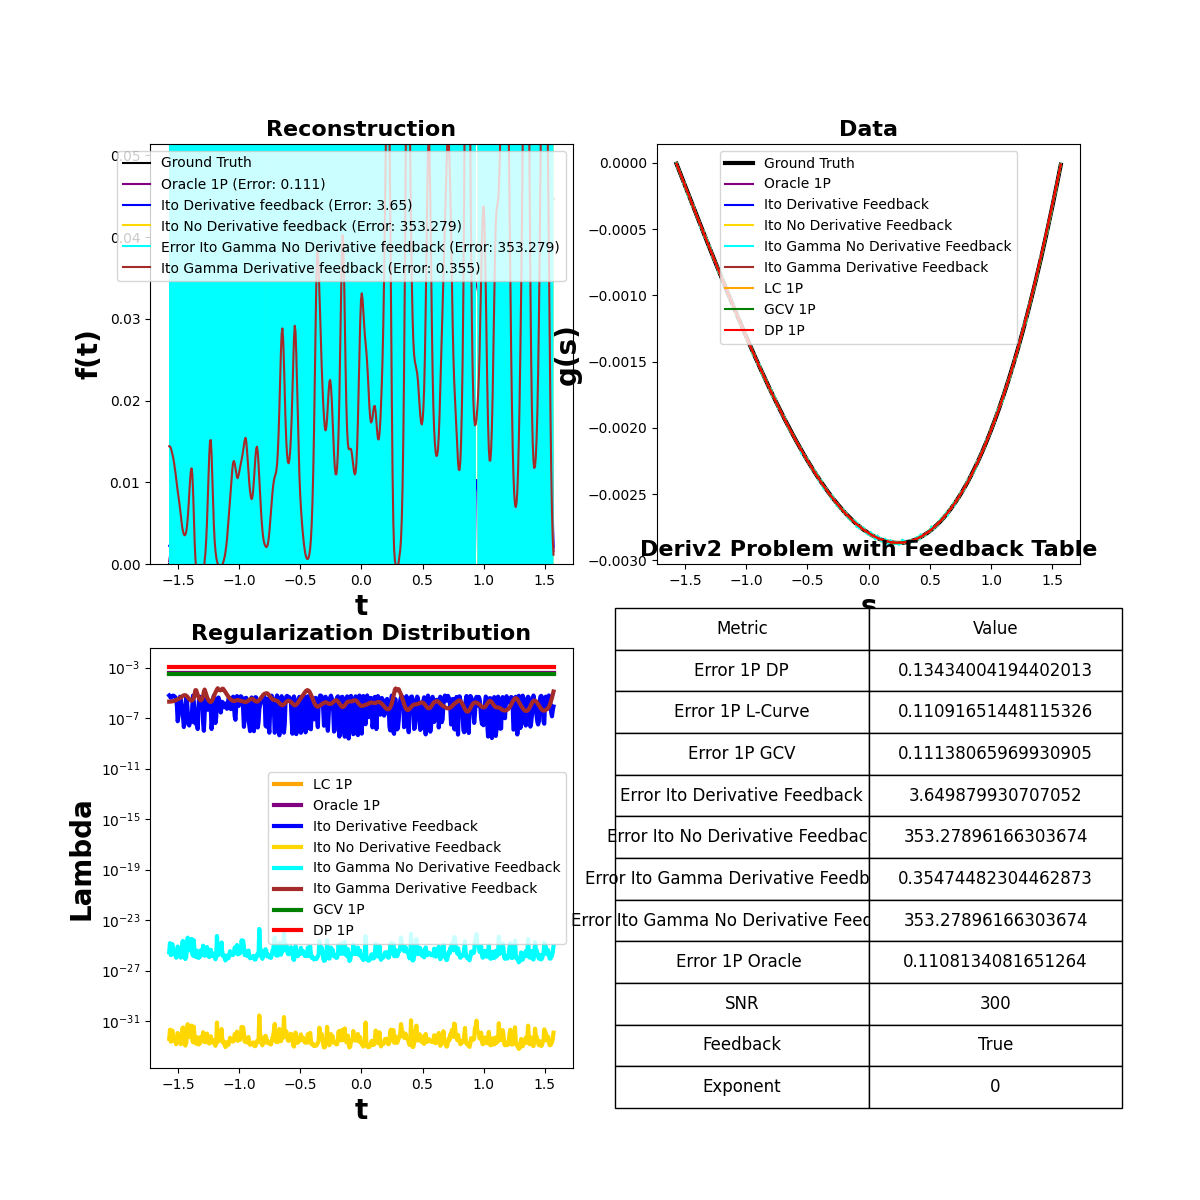 Reconstruction
f(t)
0.05
0.04
0.03
0.02
0.01
0.00
Ground Truth
Oracle 1P (Error: 0.111)
Ito Derivative feedback (Error: 3.65)
Ito No Derivative feedback (Error: 353.279)
Error Ito Gamma No Derivative feedback (Error: 353.279)
Ito Gamma Derivative feedback (Error: 0.355)
−1.5 −1.0 −0.5 0.0 0.5 1.0 1.5
t
Data
g(s)
0.0000
−0.0005
−0.0010
−0.0015
−0.0020
−0.0025
−0.0030
Ground Truth
Oracle 1P
Ito Derivative Feedback
Ito No Derivative Feedback
Ito Gamma No Derivative Feedback
Ito Gamma Derivative Feedback
LC 1P
GCV 1P
DP 1P
−1.5 −1.0 −0.5 0.0 0.5 1.0 1.5
s
Regularization Distribution
Lambda
10−3
10−7
10−11
10−15
10−19
10−23
10−27
10−31
LC 1P
Oracle 1P
Ito Derivative Feedback
Ito No Derivative Feedback
Ito Gamma No Derivative Feedback
Ito Gamma Derivative Feedback
GCV 1P
DP 1P
−1.5 −1.0 −0.5 0.0 0.5 1.0 1.5
t
Deriv2 Problem with Feedback Table
Metric Value
Error 1P DP 0.13434004194402013
Error 1P L-Curve 0.11091651448115326
Error 1P GCV 0.11138065969930905
Error Ito Derivative Feedback 3.649879930707052
Error Ito No Derivative Feedbac 353.27896166303674
Error Ito Gamma Derivative Feedb 0.35474482304462873
Error Ito Gamma No Derivative Feed 353.27896166303674
Error 1P Oracle 0.1108134081651264
SNR 300
Feedback True
Exponent 0